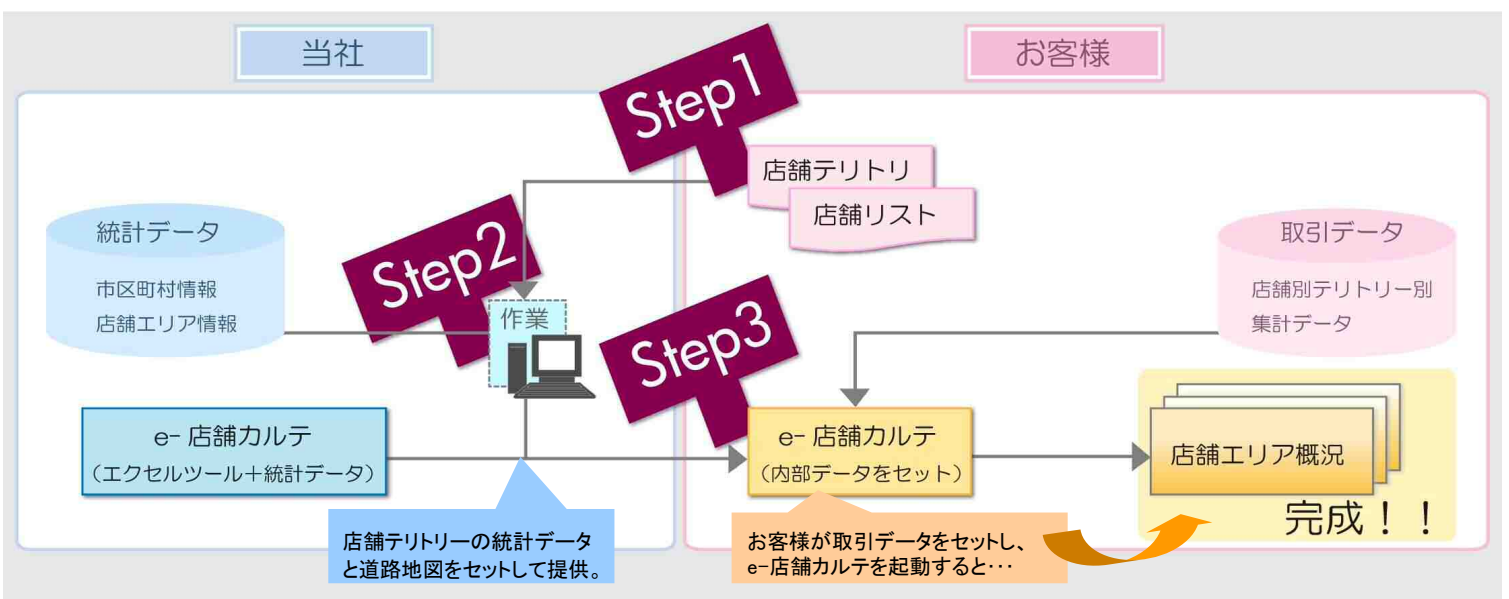 当社
お客様
Step1
店舗テリトリ
店舗リスト
統計データ
市区町村情報
店舗エリア情報
Step2
作業
取引データ
店舗別テリトリー別
集計データ
Step3
e- 店舗カルテ
（エクセルツール＋統計データ）
e- 店舗カルテ
（内部データをセット）
店舗エリア概況
完成！！
店舗テリトリーの統計データ
と道路地図をセットして提供。
お客様が取引データをセットし、
e-店舗カルテを起動すると･･･